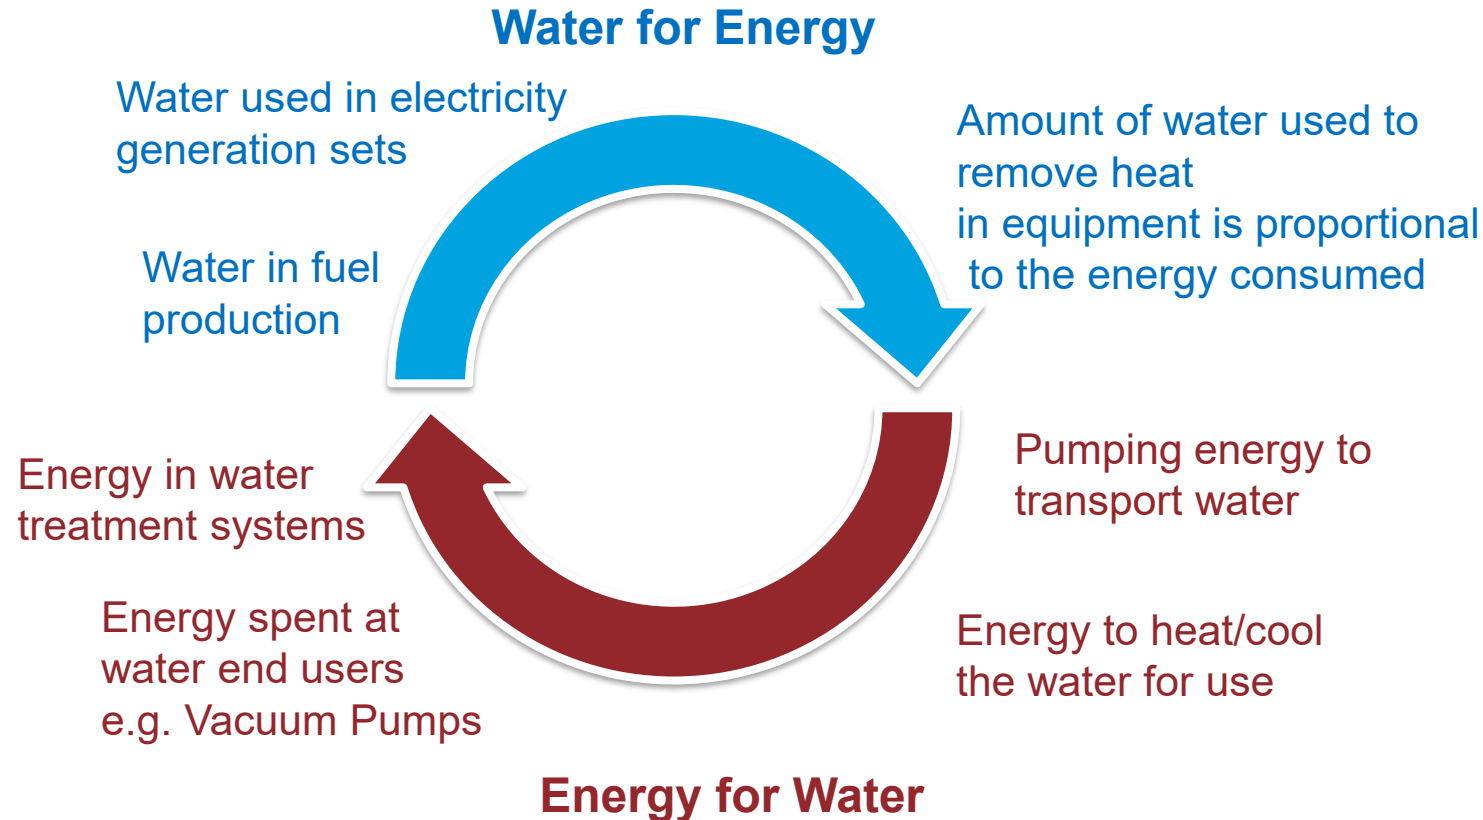 Water for Energy
Water used in electricity
generation sets
Amount of water used to
remove heat
in equipment is proportional
to the energy consumed
Water in fuel
production
Pumping energy to
transport water
Energy in water
treatment systems
Energy spent at
water end users
e.g. Vacuum Pumps
Energy to heat/cool
the water for use
Energy for Water